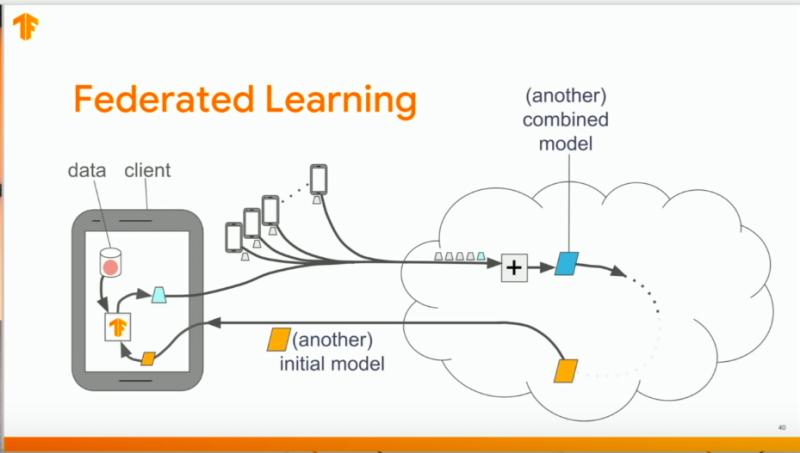 Federated Learning
(another)
combined
model
data client
+
(another)
initial model
40